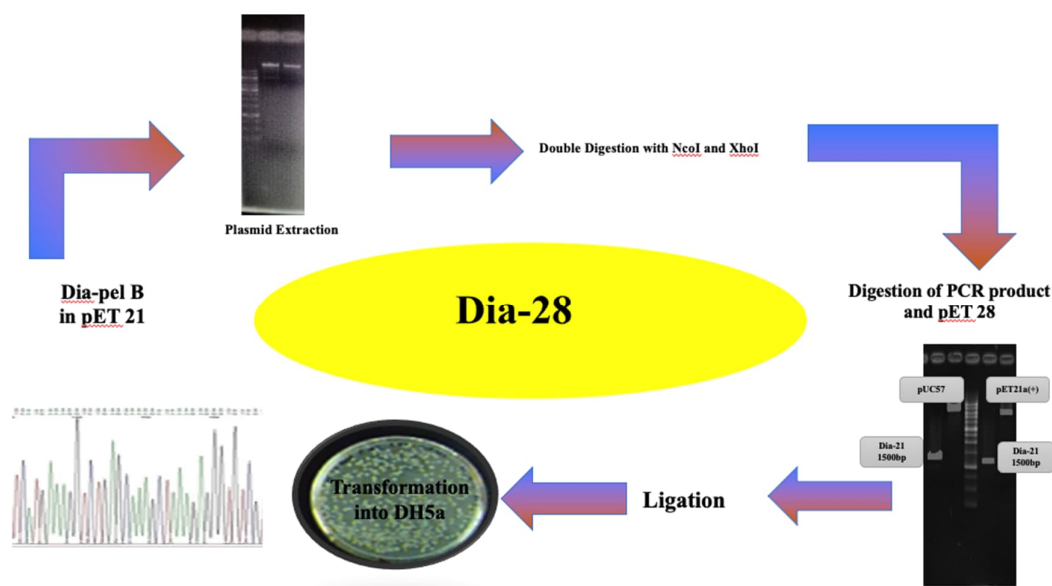 Plasmid Extraction
Double Digestion with NcoI and XhoI
Dia-pel B
in pET 21
Dia-28
Digestion of PCR product
and pET 28
pUC57
pET21a(+)
Dia-21
1500bp
Dia-21
1500bp
Transformation
into DH5a
Ligation